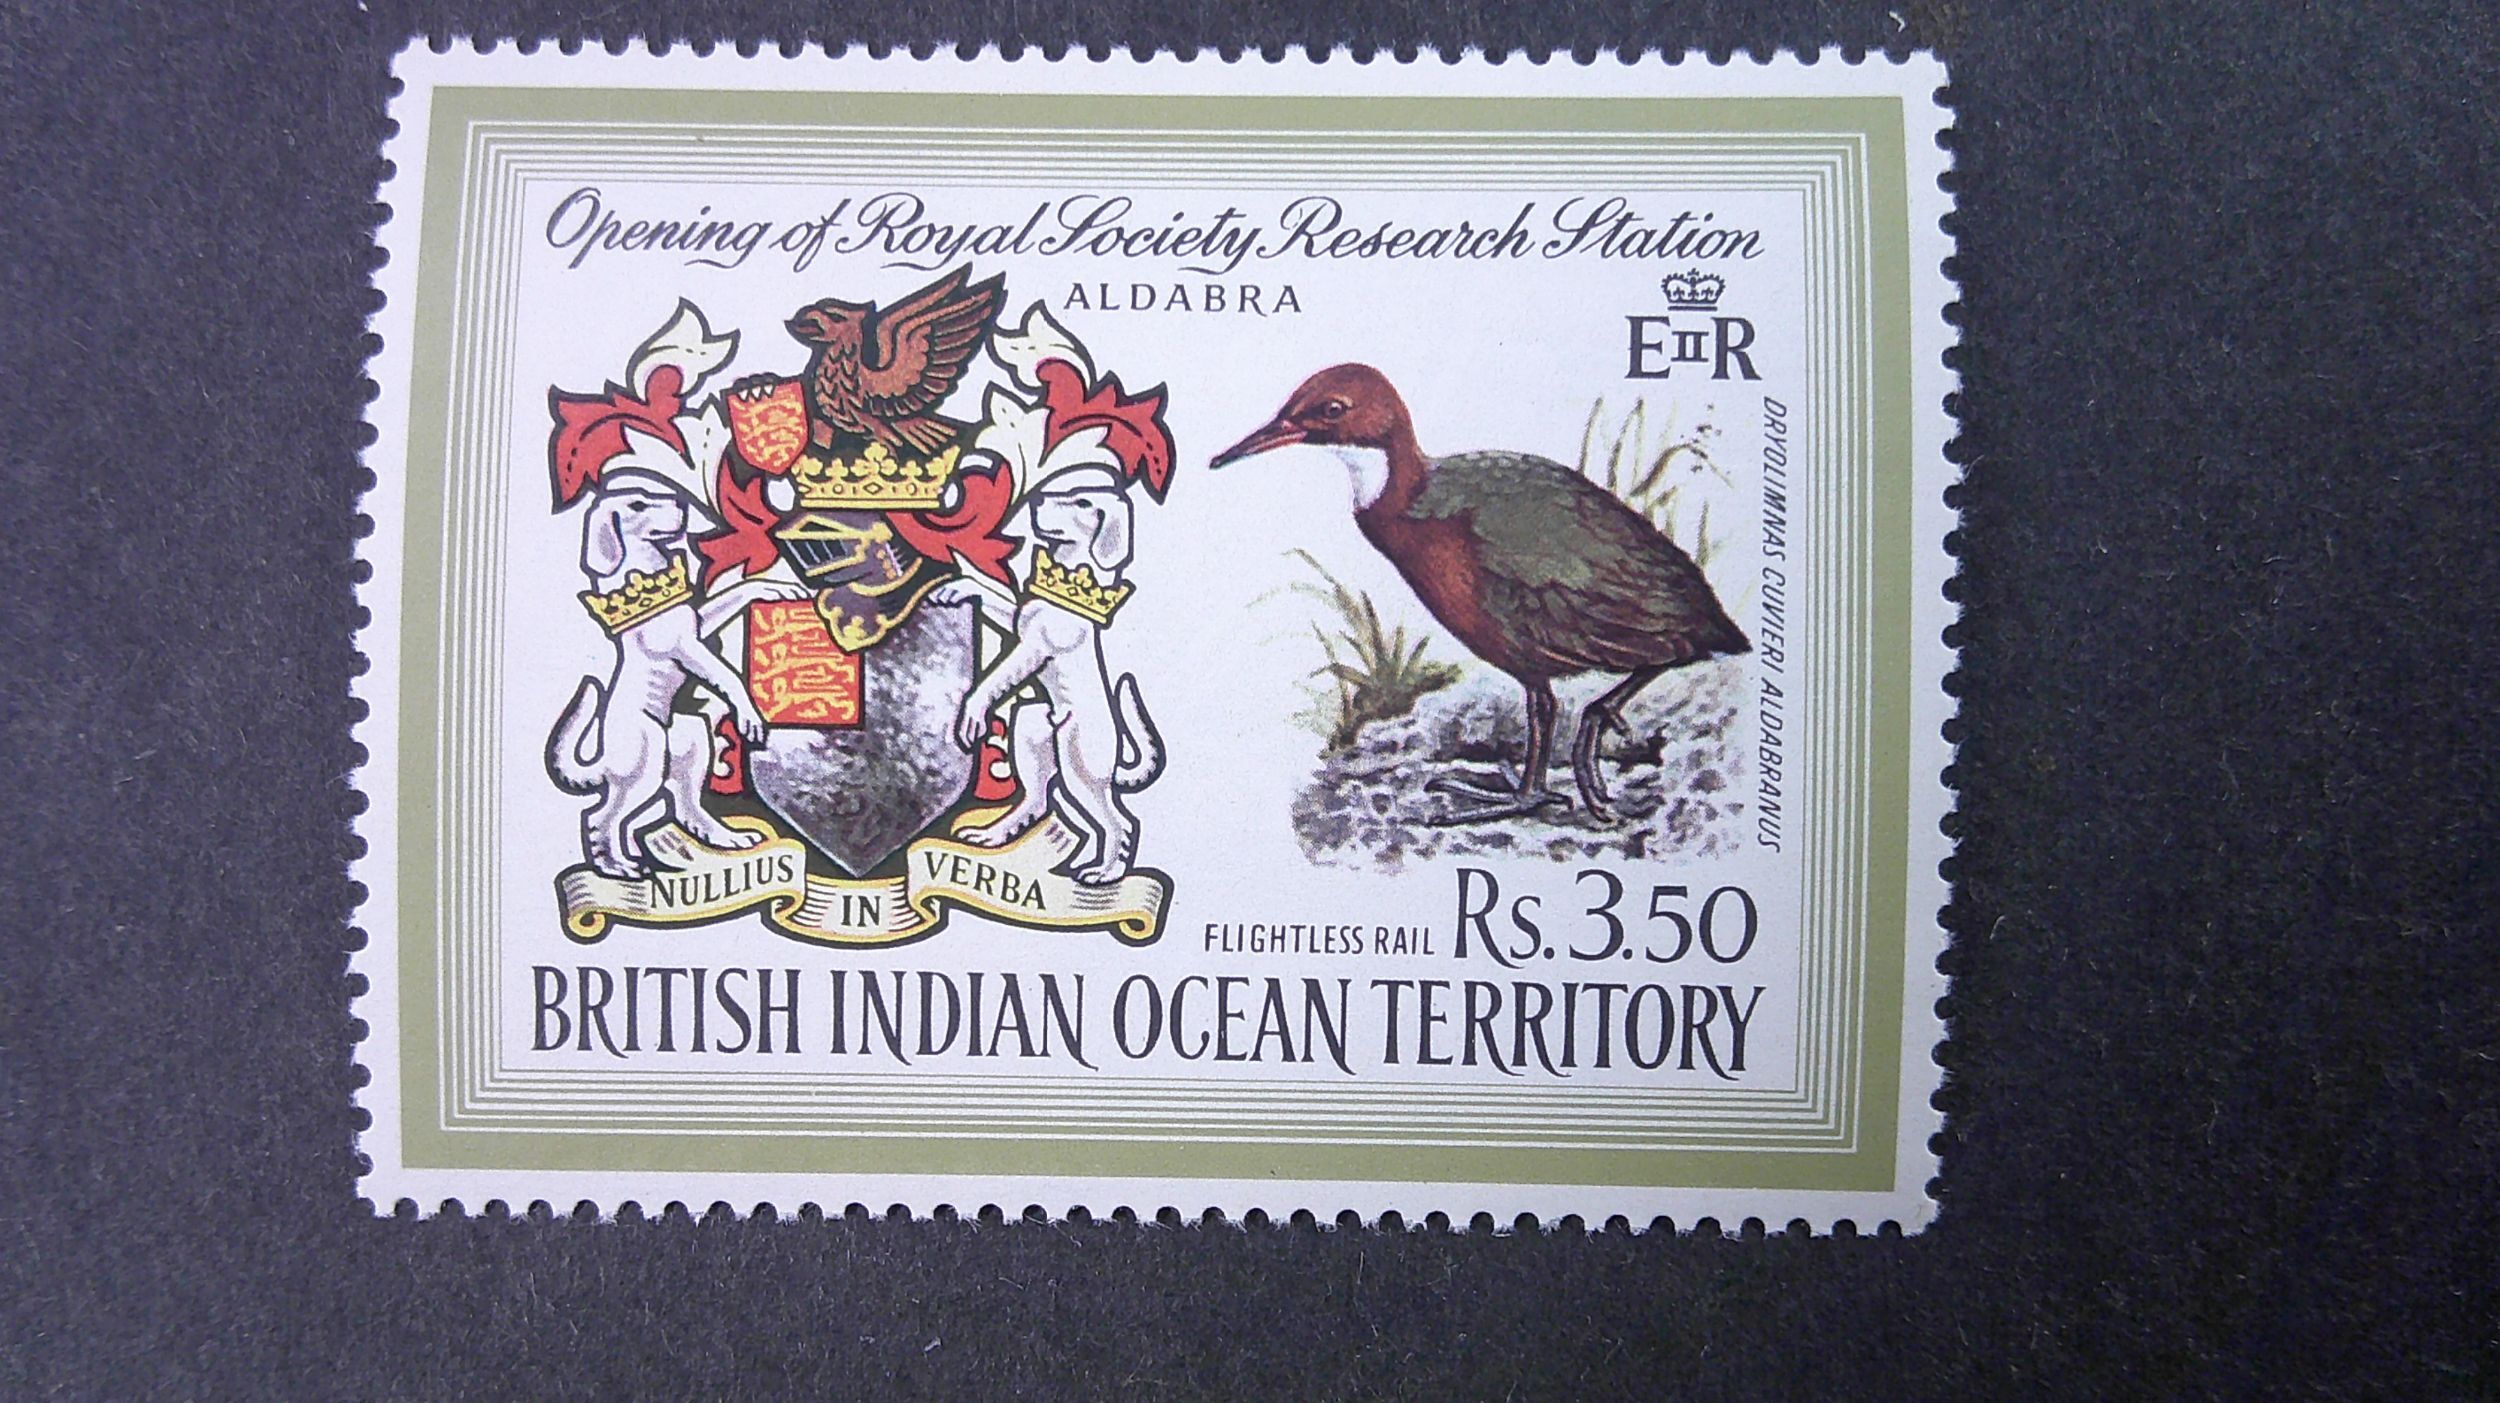 Opening of Royal Society Research Station
ALDABRA
EIIR
DRYOLIMNAS CUVIERI ALDABRANUS
NULLIUS IN VERBA
FLIGHTLESS RAIL Rs. 3.50
BRITISH INDIAN OCEAN TERRITORY